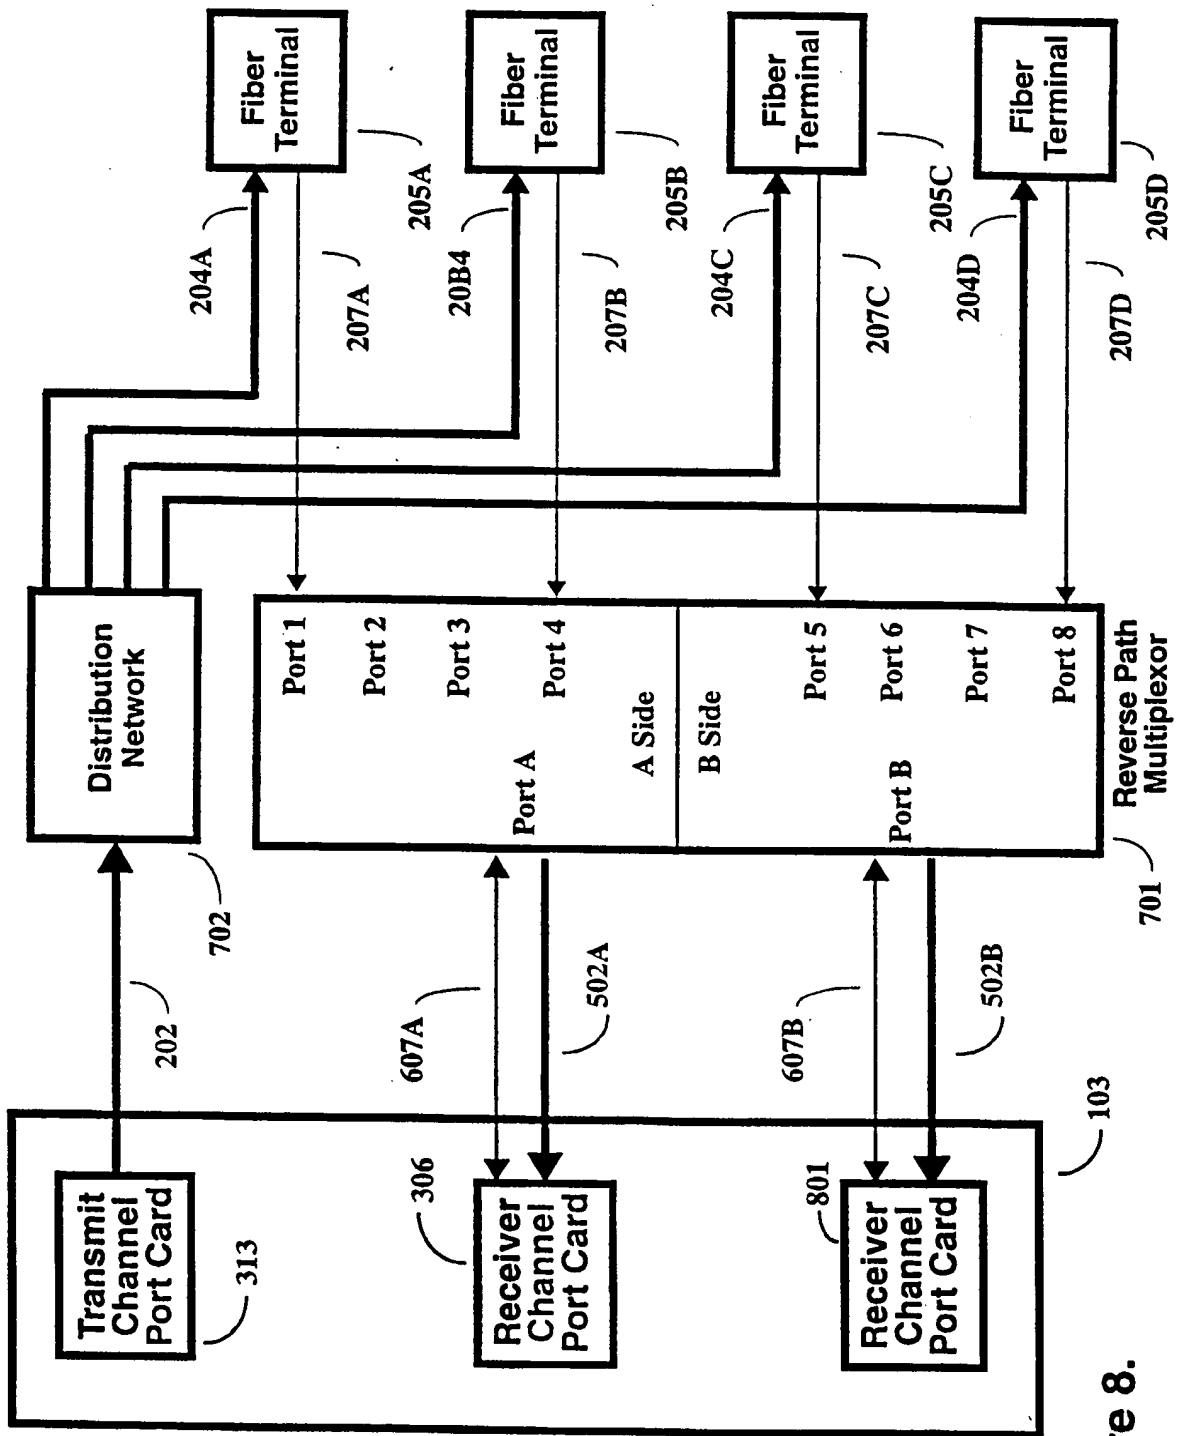 Transmit
Channel
Port Card
313
Receiver
Channel
Port Card
306
Receiver
Channel
Port Card
801
103
202
607A
502A
607B
502B
Distribution
Network
702
Port 1
Port 2
Port 3
Port 4
Port A
A Side
B Side
Port B
Port 5
Port 6
Port 7
Port 8
Reverse Path
Multiplexor
701
204A
207A
20B4
207B
204C
207C
204D
207D
Fiber
Terminal
205A
Fiber
Terminal
205B
Fiber
Terminal
205C
Fiber
Terminal
205D
re 8.